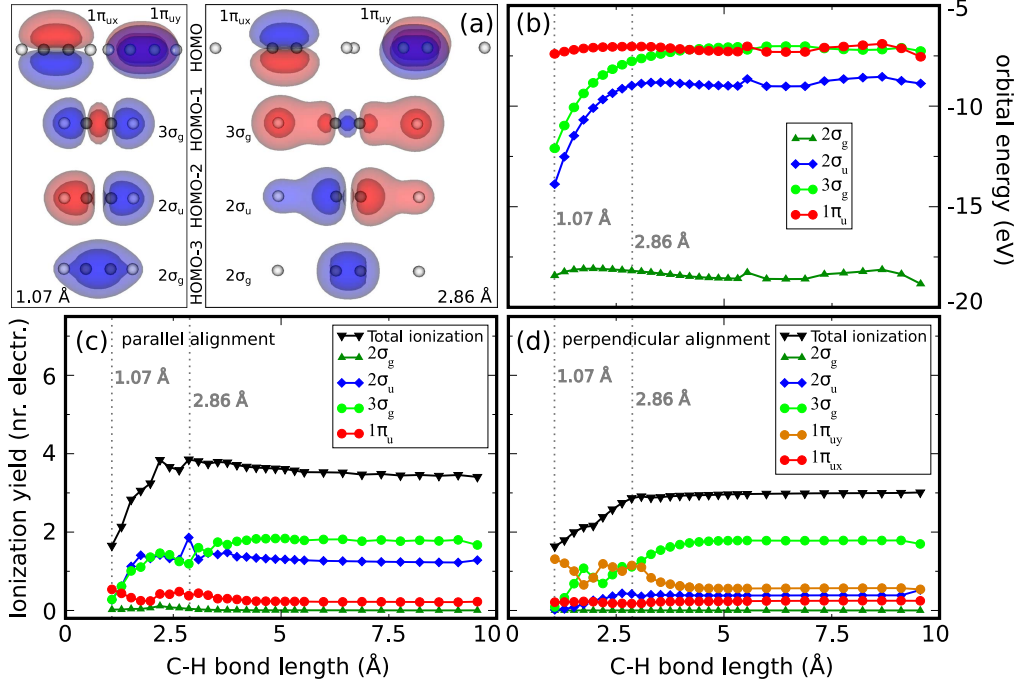 1π_ux 1π_uy (a)
HOMO
1π_ux 1π_uy
3σ_g HOMO-1 3σ_g
2σ_u HOMO-2 2σ_u
2σ_g HOMO-3 2σ_g
1.07 Å 2.86 Å
(b)
-5
-10
-15
-20
orbital energy (eV)
2σ_g
2σ_u
3σ_g
1π_u
1.07 Å
2.86 Å
(c) parallel alignment
Total ionization
2σ_g
2σ_u
3σ_g
1π_u
1.07 Å
2.86 Å
6
4
2
0
Ionization yield (nr. electr.)
0 2.5 5 7.5 10
C-H bond length (Å)
(d) perpendicular alignment
Total ionization
2σ_g
2σ_u
3σ_g
1π_uy
1π_ux
1.07 Å
2.86 Å
0 2.5 5 7.5 10
C-H bond length (Å)